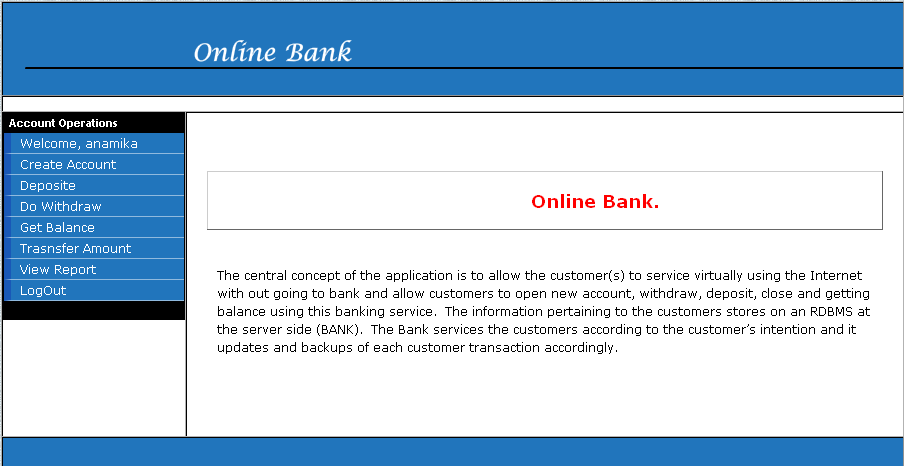 Online Bank
Account Operations
Welcome, anamika
Create Account
Deposite
Do Withdraw
Get Balance
Trasnsfer Amount
View Report
LogOut
Online Bank.
The central concept of the application is to allow the customer(s) to service virtually using the Internet
with out going to bank and allow customers to open new account, withdraw, deposit, close and getting
balance using this banking service.  The information pertaining to the customers stores on an RDBMS at
the server side (BANK).  The Bank services the customers according to the customer’s intention and it
updates and backups of each customer transaction accordingly.